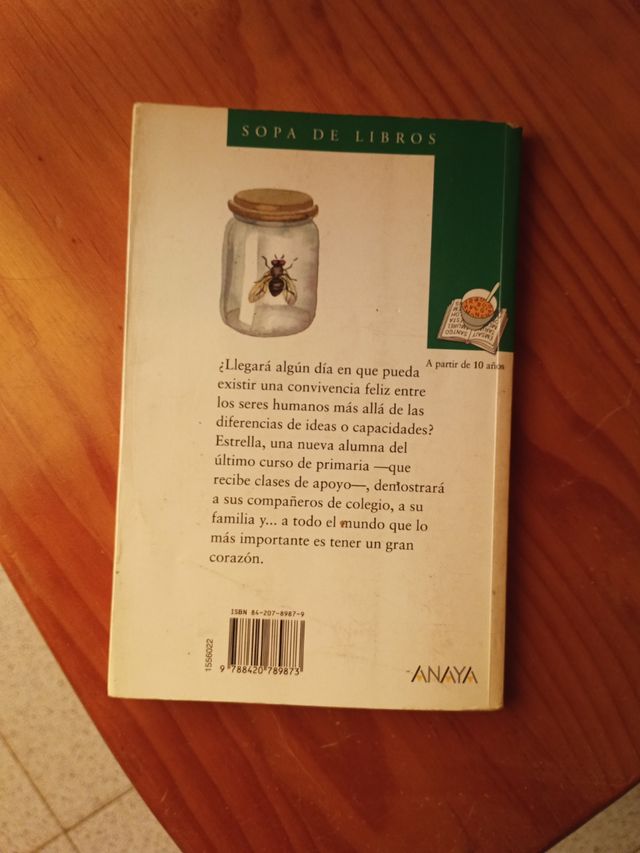 SOPA DE LIBROS
A partir de 10 años
¿Llegará algún día en que pueda
existir una convivencia feliz entre
los seres humanos más allá de las
diferencias de ideas o capacidades?
Estrella, una nueva alumna del
último curso de primaria —que
recibe clases de apoyo—, demostrará
a sus compañeros de colegio, a su
familia y... a todo el mundo que lo
más importante es tener un gran
corazón.
ISBN 84-207-8987-9
1556022
9 788420 789873
ANAYA